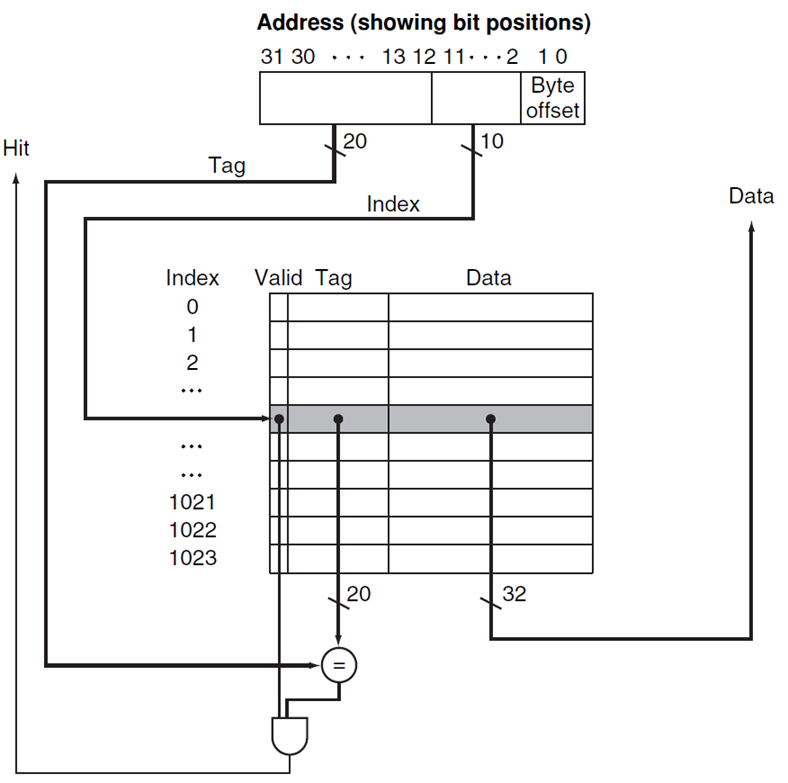 Address (showing bit positions)
31 30 ··· 13 12 11···2 1 0
Byte
offset
20 10
Hit
Tag
Data
Index
Index Valid Tag Data
0
1
2
···
···
···
1021
1022
1023
20 32
=